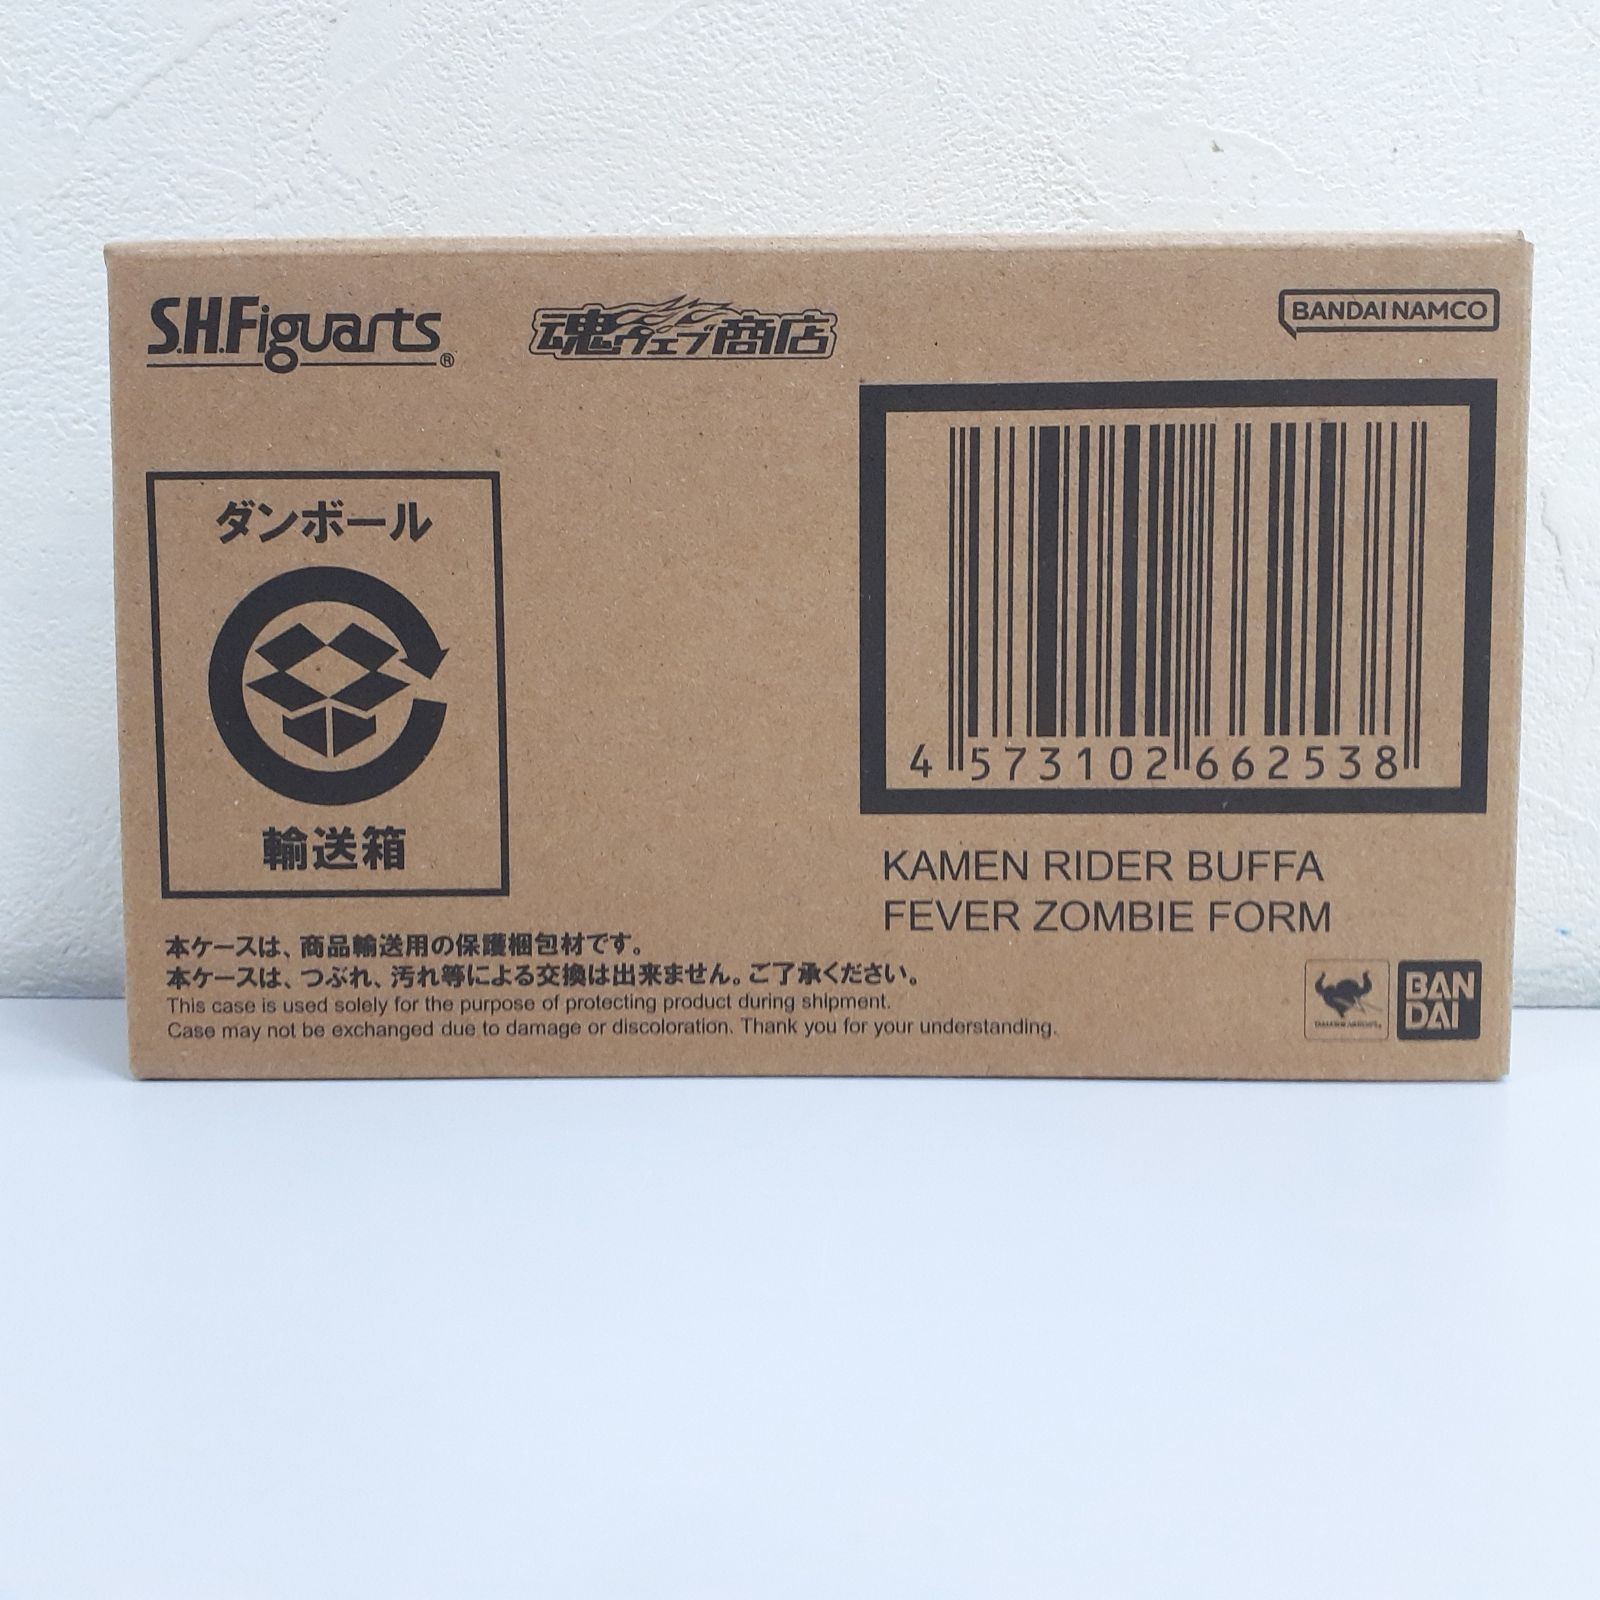 S.H.Figuarts®
魂ウェブ商店
BANDAI NAMCO
ダンボール
輸送箱
4 573102 662538
KAMEN RIDER BUFFA
FEVER ZOMBIE FORM
本ケースは、商品輸送用の保護梱包材です。
本ケースは、つぶれ、汚れ等による交換は出来ません。ご了承ください。
This case is used solely for the purpose of protecting product during shipment.
Case may not be exchanged due to damage or discoloration. Thank you for your understanding.
TAMASHII NATIONS
BAN
DAI